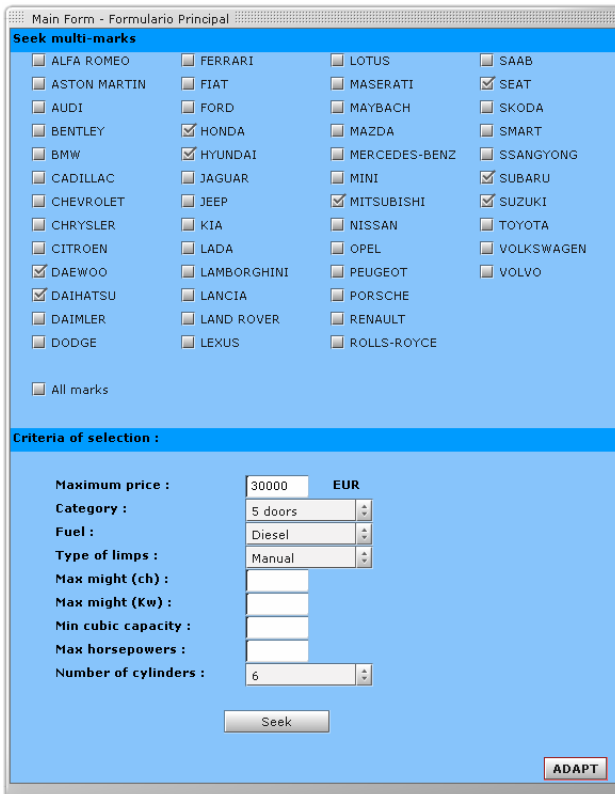 Main Form - Formulario Principal
Seek multi-marks
ALFA ROMEO FERRARI LOTUS SAAB
ASTON MARTIN FIAT MASERATI SEAT
AUDI FORD MAYBACH SKODA
BENTLEY HONDA MAZDA SMART
BMW HYUNDAI MERCEDES-BENZ SSANGYONG
CADILLAC JAGUAR MINI SUBARU
CHEVROLET JEEP MITSUBISHI SUZUKI
CHRYSLER KIA NISSAN TOYOTA
CITROEN LADA OPEL VOLKSWAGEN
DAEWOO LAMBORGHINI PEUGEOT VOLVO
DAIHATSU LANCIA PORSCHE
DAIMLER LAND ROVER RENAULT
DODGE LEXUS ROLLS-ROYCE
All marks
Criteria of selection :
Maximum price : 30000 EUR
Category : 5 doors
Fuel : Diesel
Type of limps : Manual
Max might (ch) :
Max might (Kw) :
Min cubic capacity :
Max horsepowers :
Number of cylinders : 6
Seek
ADAPT